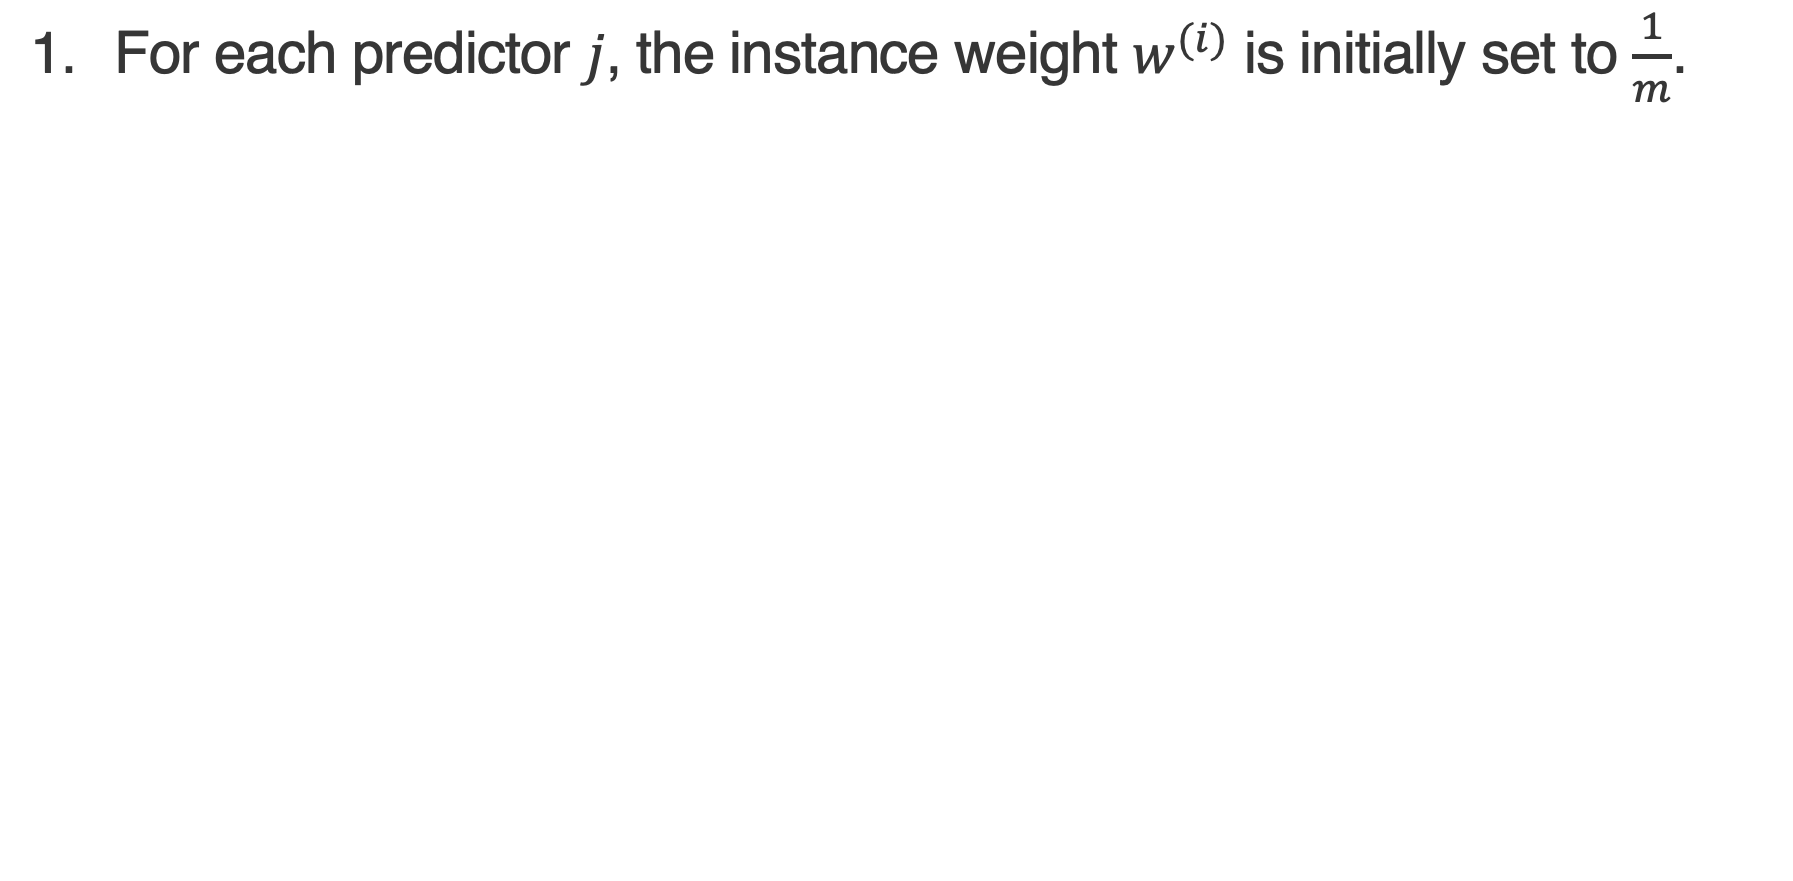 1. For each predictor j, the instance weight w^(i) is initially set to 1/m.